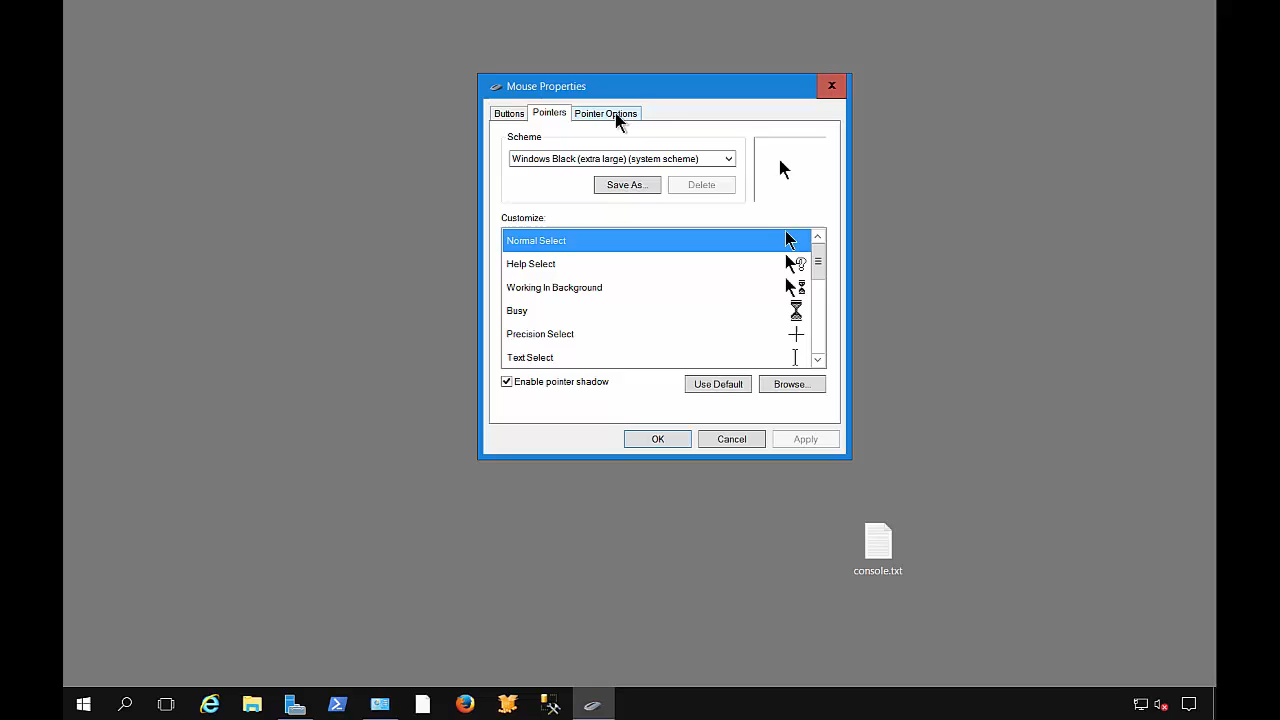 Mouse Properties
Buttons Pointers Pointer Options
Scheme
Windows Black (extra large) (system scheme)
Save As... Delete
Customize:
Normal Select
Help Select
Working In Background
Busy
Precision Select
Text Select
Enable pointer shadow Use Default Browse...
OK Cancel Apply
console.txt